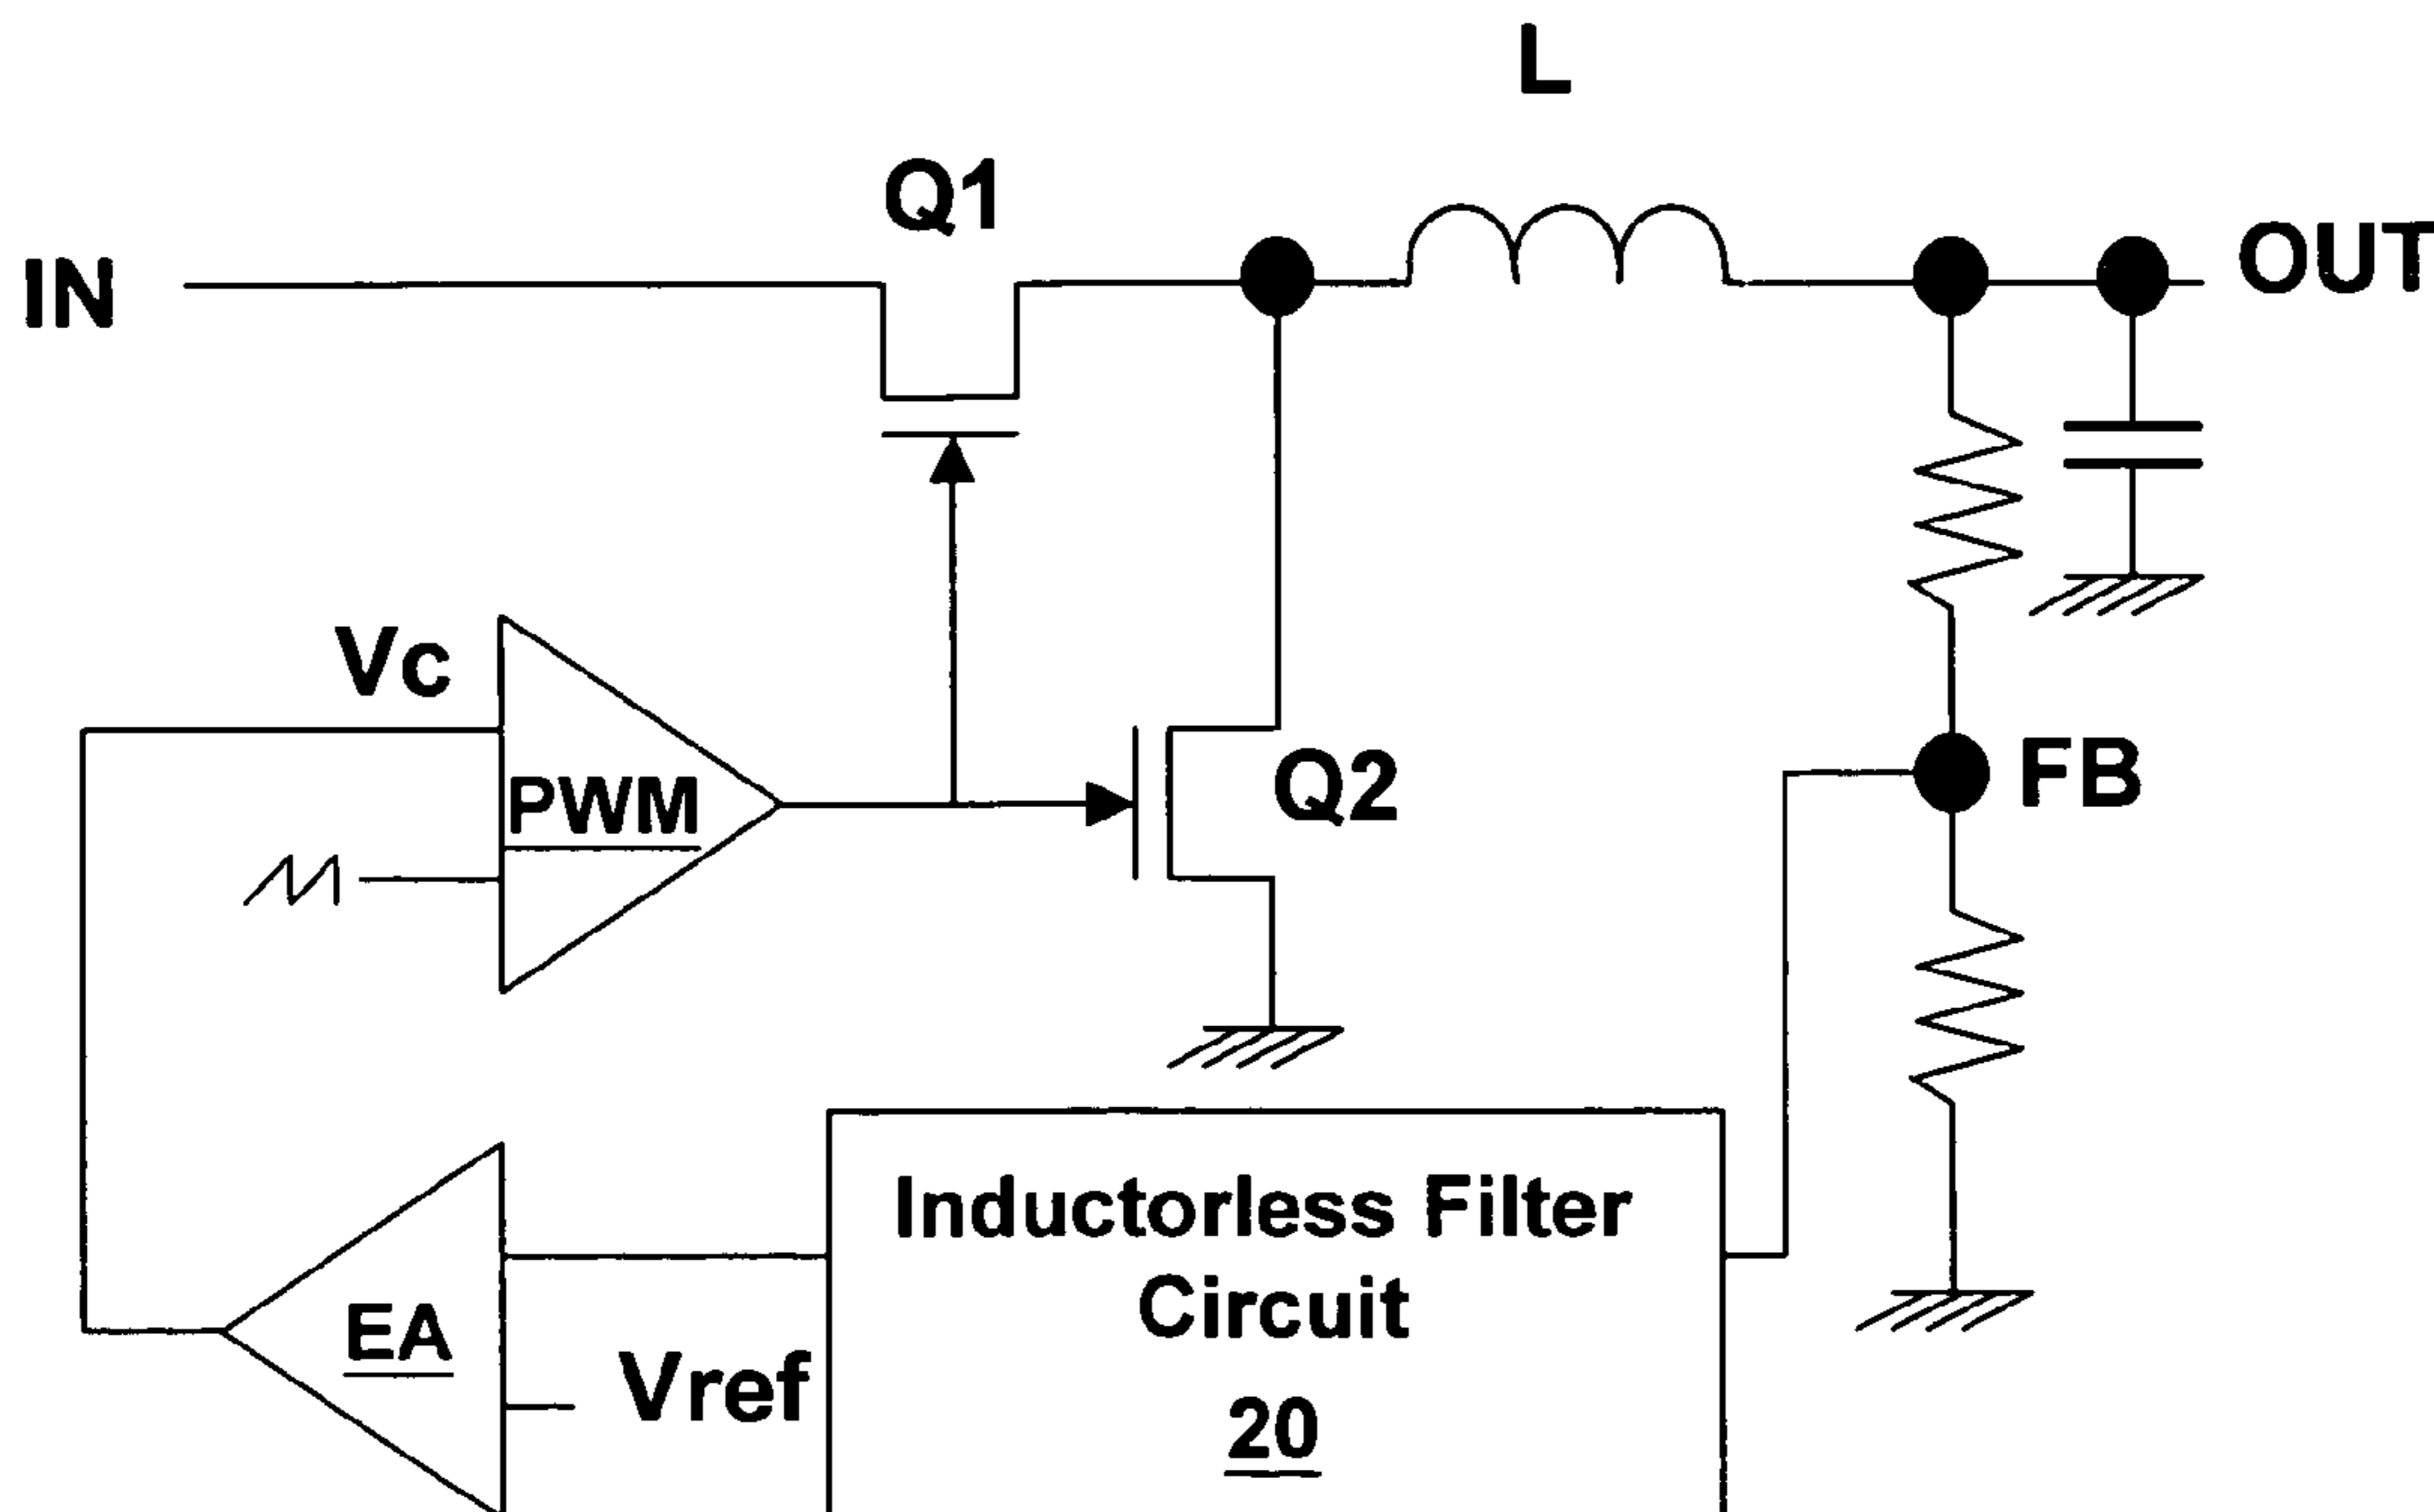 L
Q1
IN
OUT
Vc
PWM
Q2
FB
Inductorless Filter
Circuit
EA
Vref
20